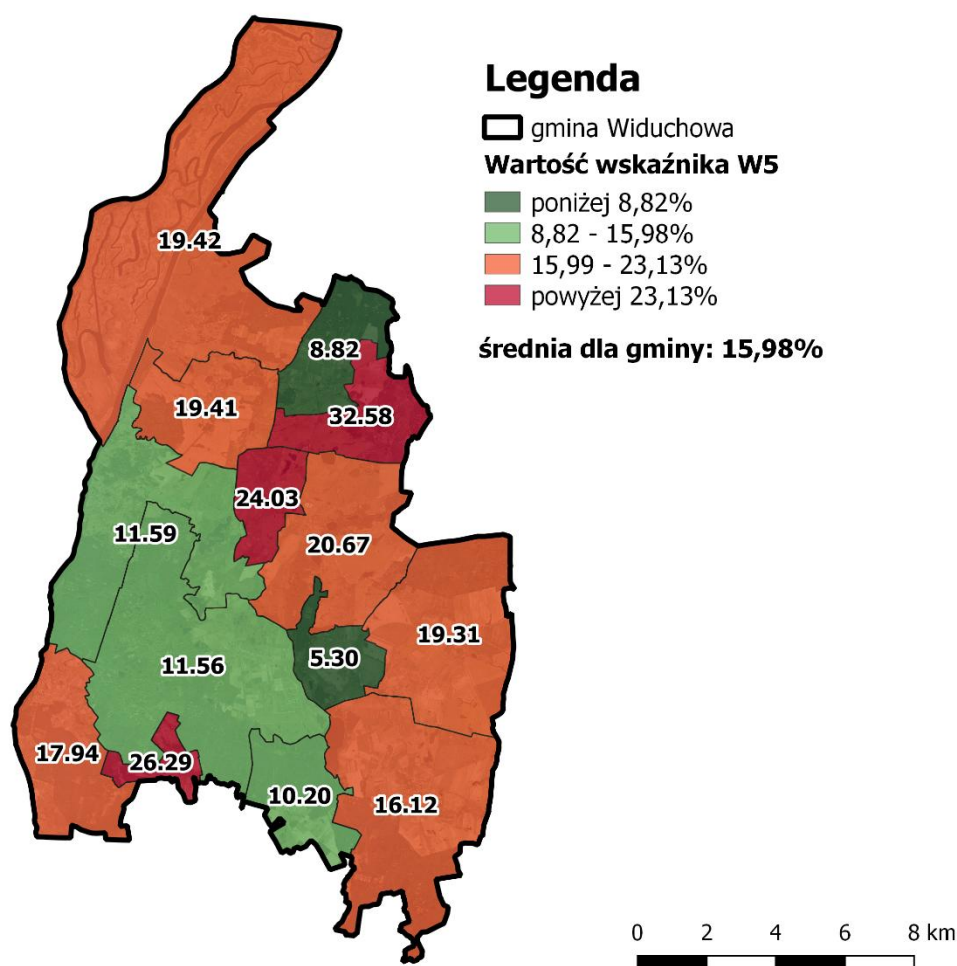 Legenda
gmina Widuchowa
Wartość wskaźnika W5
poniżej 8,82%
8,82 - 15,98%
15,99 - 23,13%
powyżej 23,13%
średnia dla gminy: 15,98%
19.42
8.82
19.41
32.58
24.03
11.59
20.67
19.31
5.30
11.56
17.94
26.29
10.20
16.12
0 2 4 6 8 km